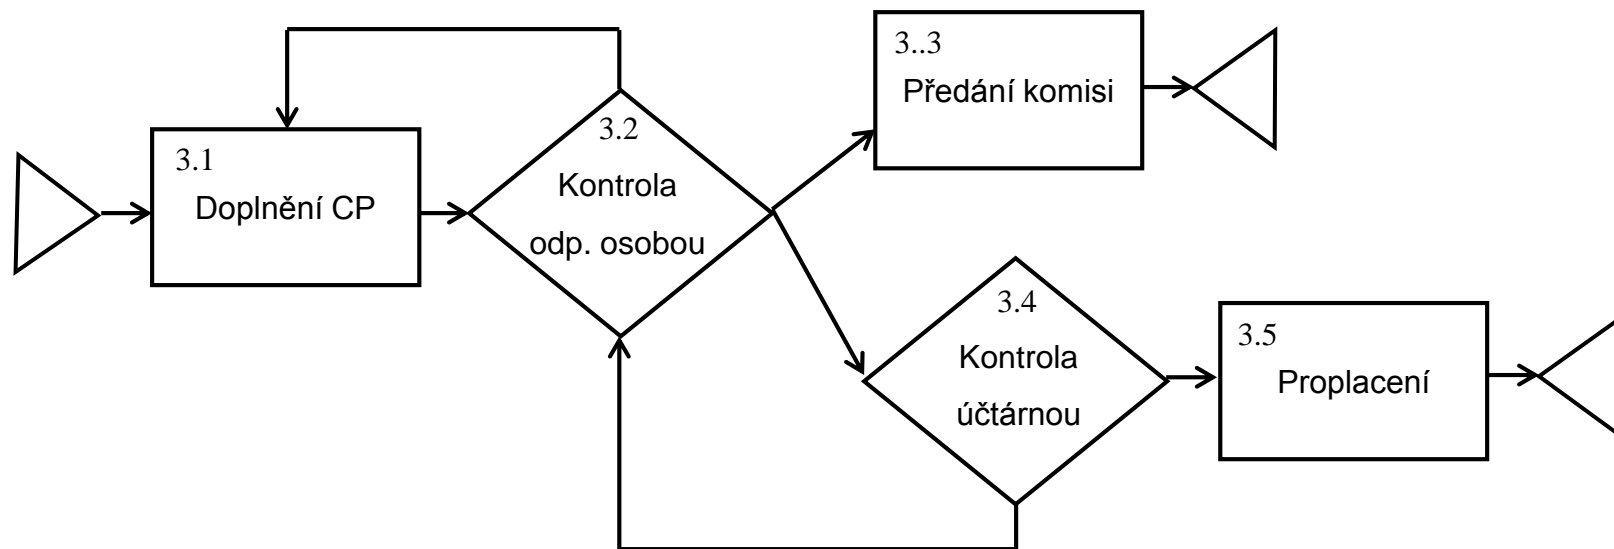 3.1
Doplnění CP
3.2
Kontrola
odp. osobou
3..3
Předání komisi
3.4
Kontrola
účtárnou
3.5
Proplacení